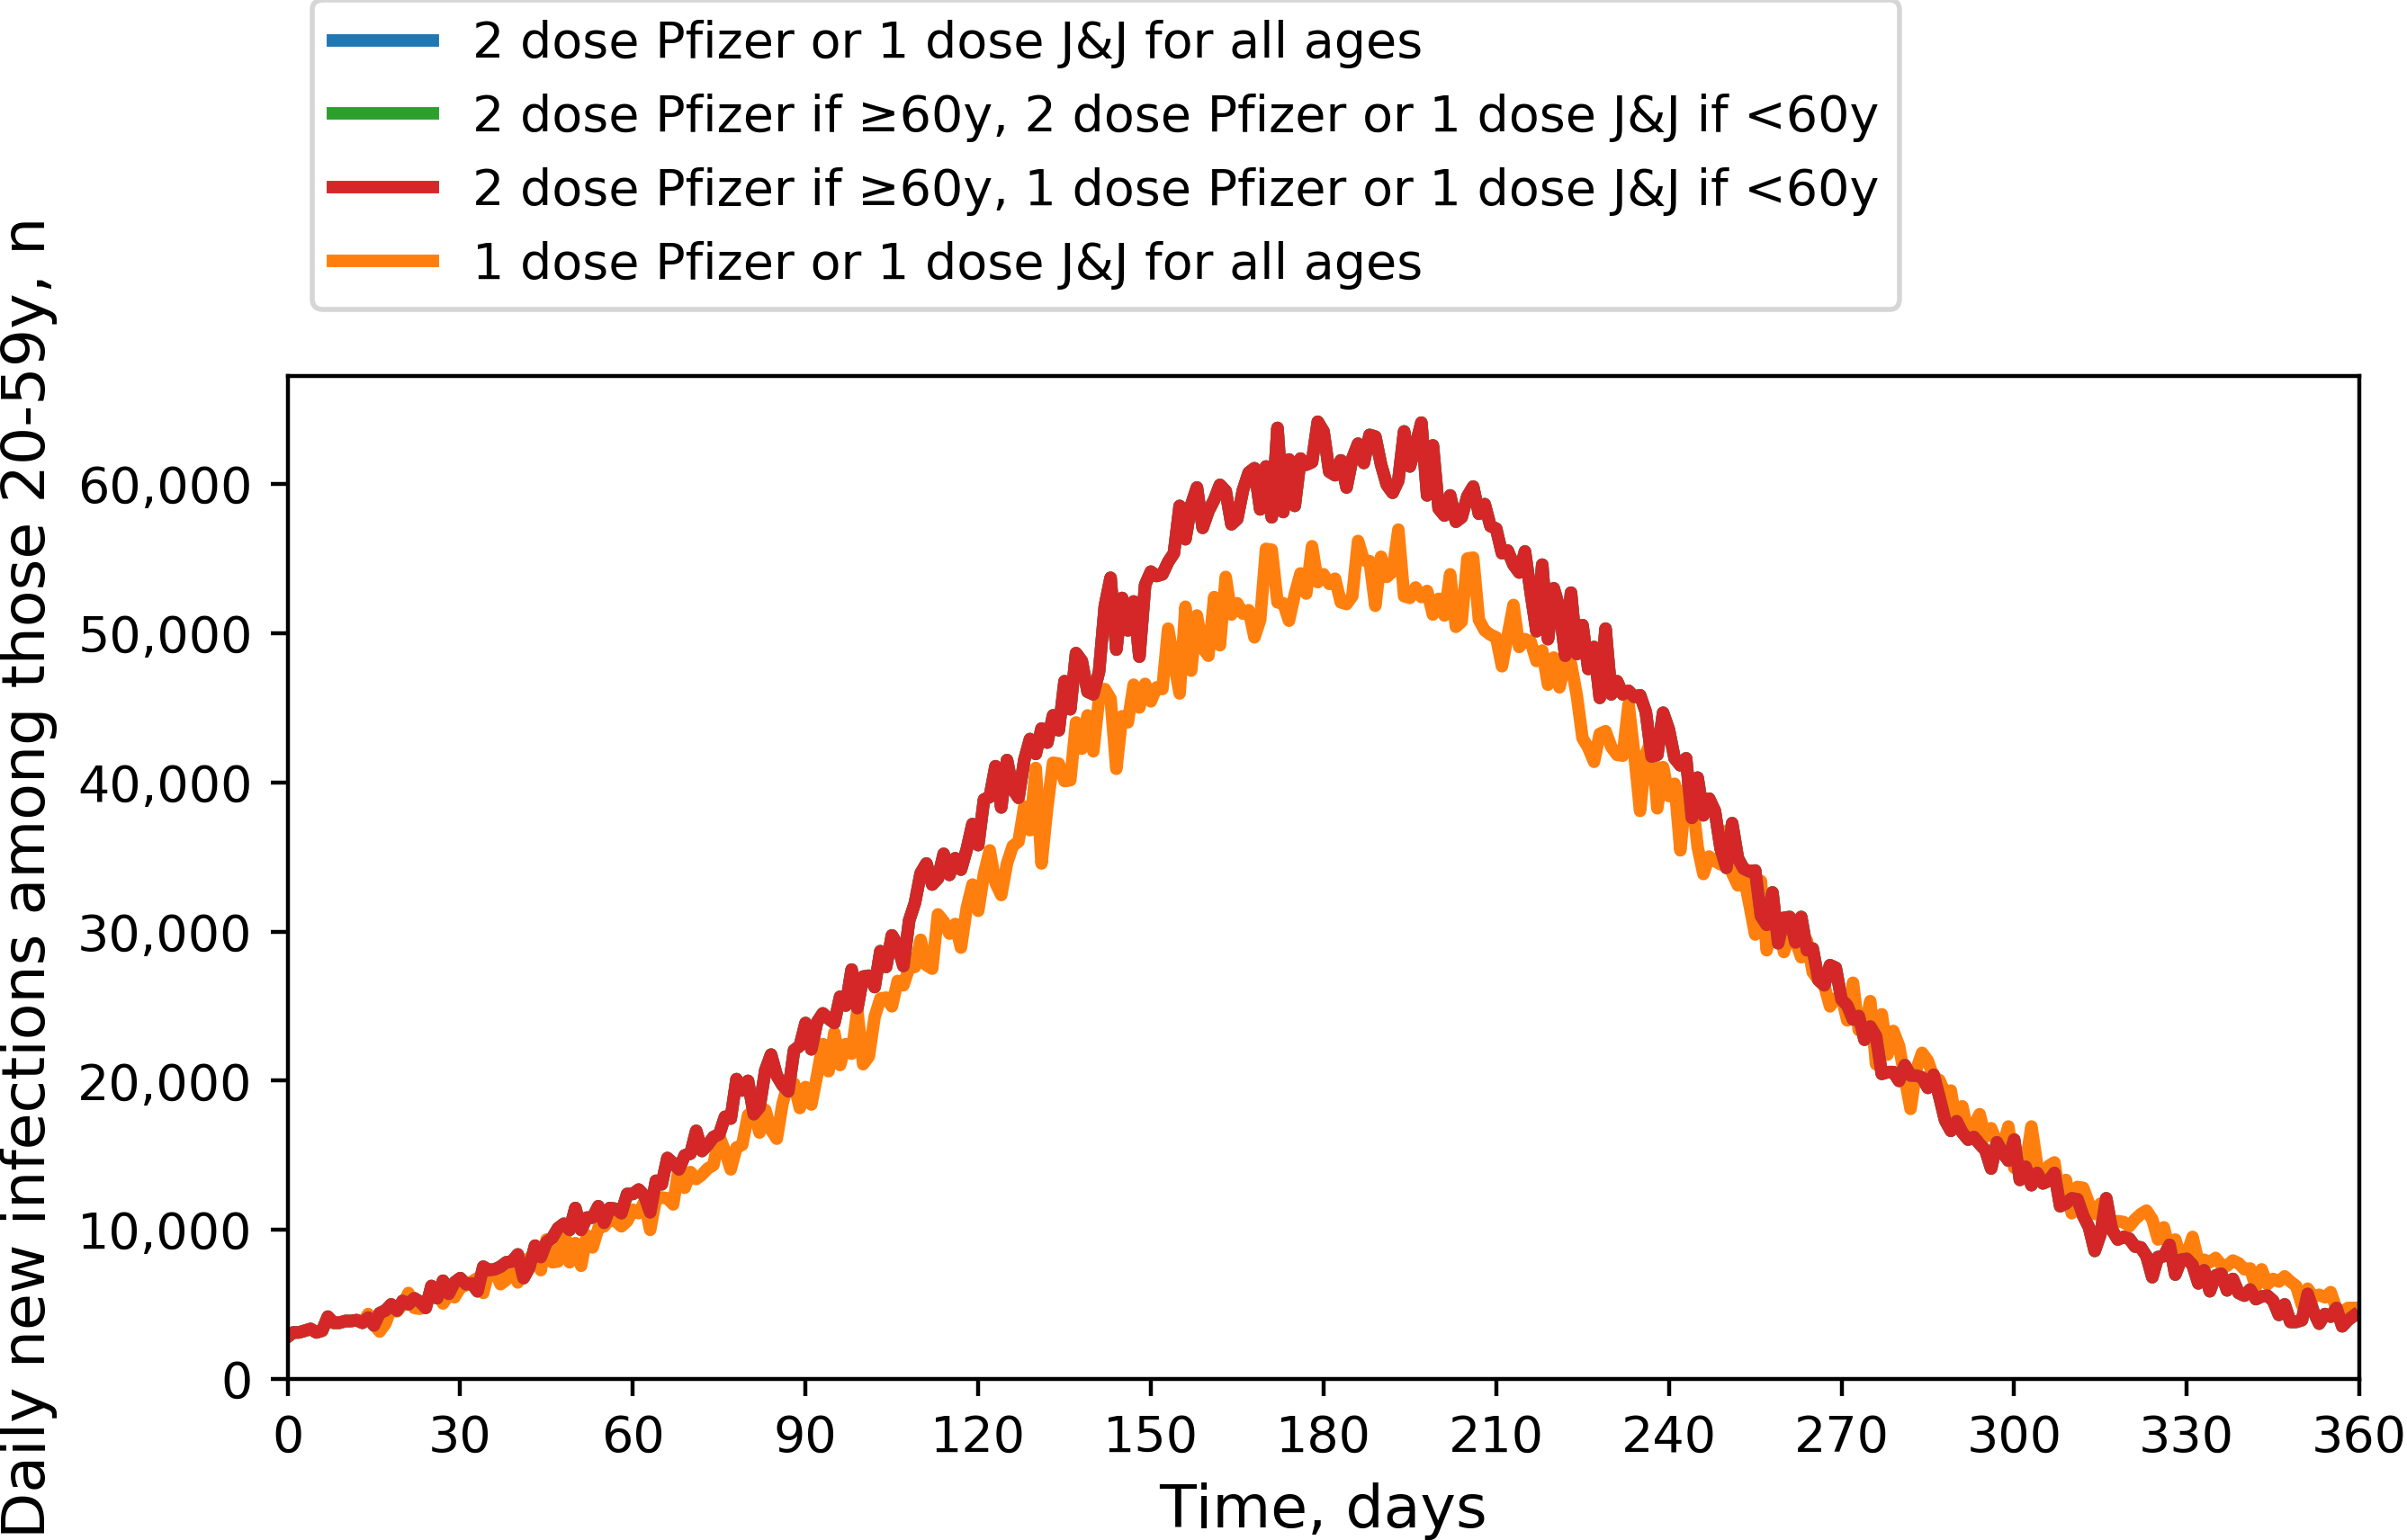 2 dose Pfizer or 1 dose J&J for all ages
2 dose Pfizer if ≥60y, 2 dose Pfizer or 1 dose J&J if <60y
2 dose Pfizer if ≥60y, 1 dose Pfizer or 1 dose J&J if <60y
1 dose Pfizer or 1 dose J&J for all ages
Daily new infections among those 20-59y, n
60,000
50,000
40,000
30,000
20,000
10,000
0
0 30 60 90 120 150 180 210 240 270 300 330 360
Time, days